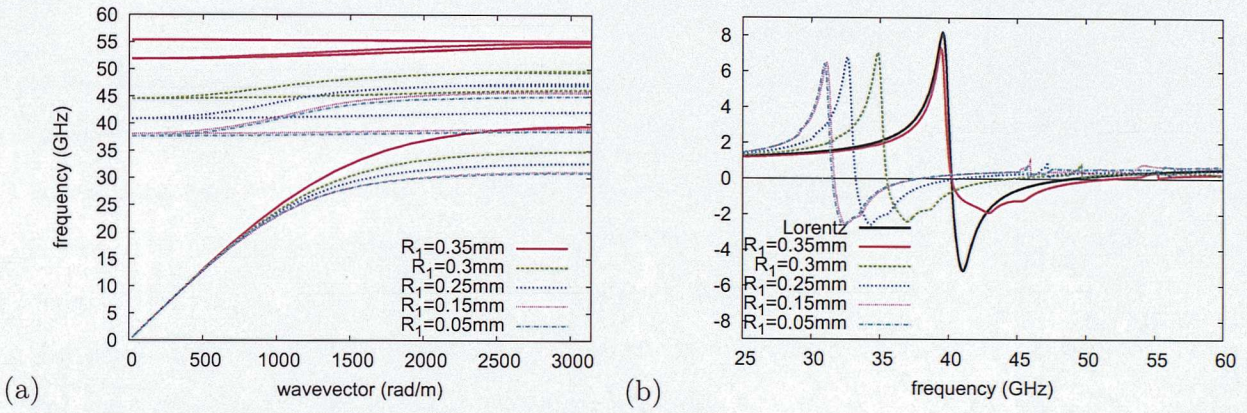 60
55
50
45
40
35
30
25
20
15
10
5
0
frequency (GHz)
R1=0.35mm
R1=0.3mm
R1=0.25mm
R1=0.15mm
R1=0.05mm
0 500 1000 1500 2000 2500 3000
wavevector (rad/m)
(a)
8
6
4
2
0
-2
-4
-6
-8
Lorentz
R1=0.35mm
R1=0.3mm
R1=0.25mm
R1=0.15mm
R1=0.05mm
25 30 35 40 45 50 55 60
frequency (GHz)
(b)